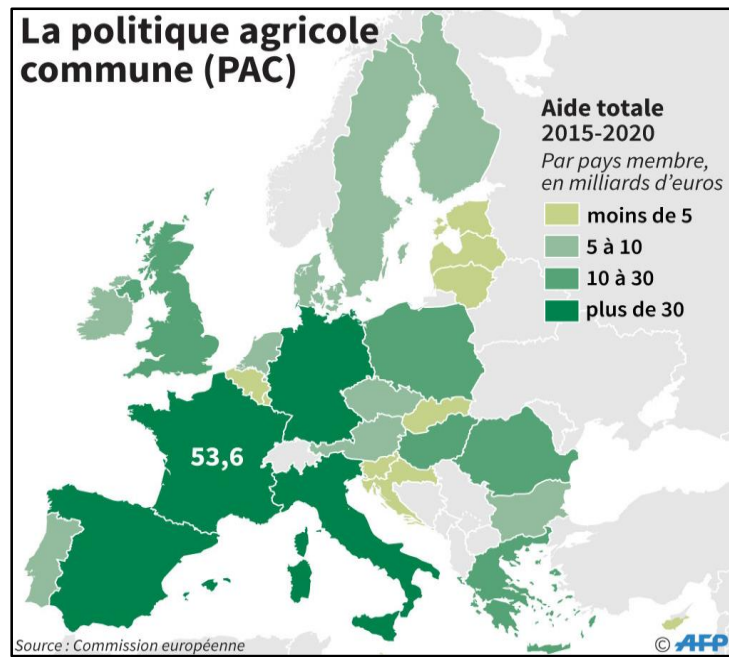 La politique agricole
commune (PAC)
Aide totale
2015-2020
Par pays membre,
en milliards d'euros
moins de 5
5 à 10
10 à 30
plus de 30
53,6
Source : Commission européenne
© AFP